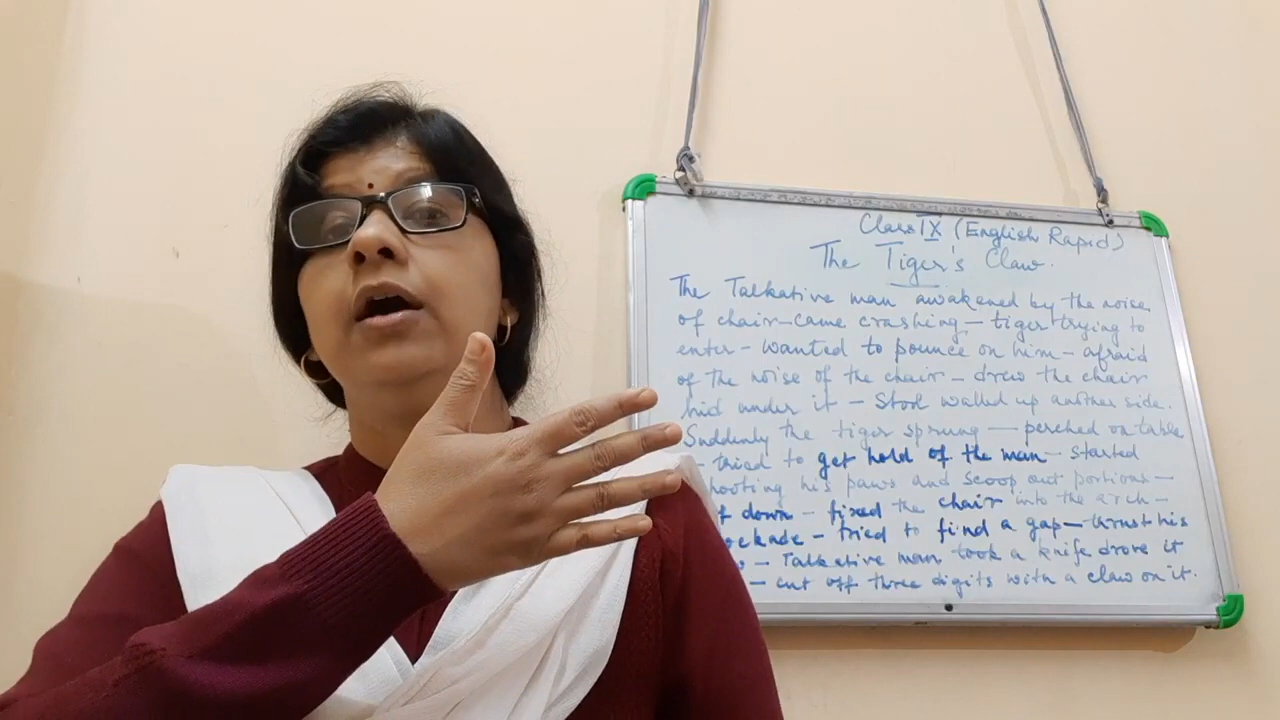 Class IX (English Rapid)
The Tiger's Claw.
The Talkative man awakened by the noise
of chair-came crashing - tiger trying to
enter - wanted to pounce on him - afraid
of the noise of the chair - drew the chair
hid under it - Stool walled up another side.
Suddenly the tiger sprung - perched on table
- tried to get hold of the man - started
his paws and scoop out portions -
down - fixed the chair into the arch -
- tried to find a gap - thrust his
- Talkative man took a knife drove it
- cut off three digits with a claw on it.